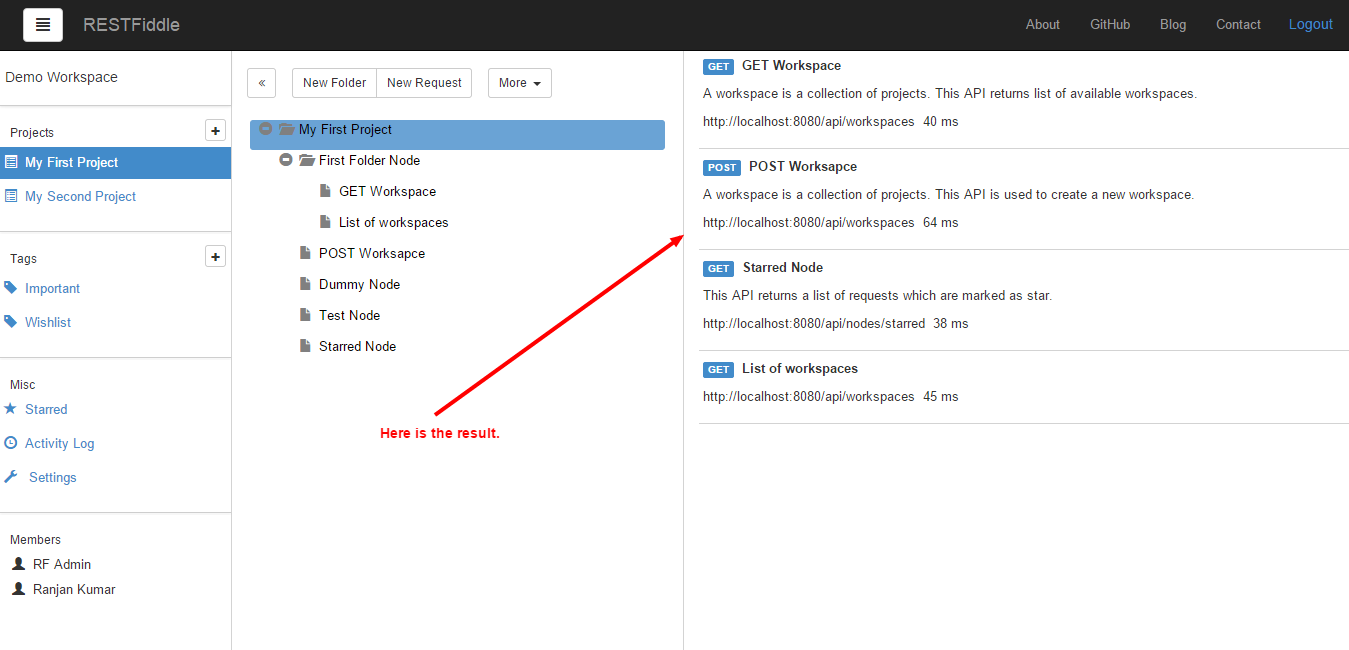 RESTFiddle
About GitHub Blog Contact Logout
Demo Workspace
Projects
My First Project
My Second Project
Tags
Important
Wishlist
Misc
Starred
Activity Log
Settings
Members
RF Admin
Ranjan Kumar
« New Folder New Request More
My First Project
First Folder Node
GET Workspace
List of workspaces
POST Worksapce
Dummy Node
Test Node
Starred Node
Here is the result.
GET GET Workspace
A workspace is a collection of projects. This API returns list of available workspaces.
http://localhost:8080/api/workspaces 40 ms
POST POST Worksapce
A workspace is a collection of projects. This API is used to create a new workspace.
http://localhost:8080/api/workspaces 64 ms
GET Starred Node
This API returns a list of requests which are marked as star.
http://localhost:8080/api/nodes/starred 38 ms
GET List of workspaces
http://localhost:8080/api/workspaces 45 ms